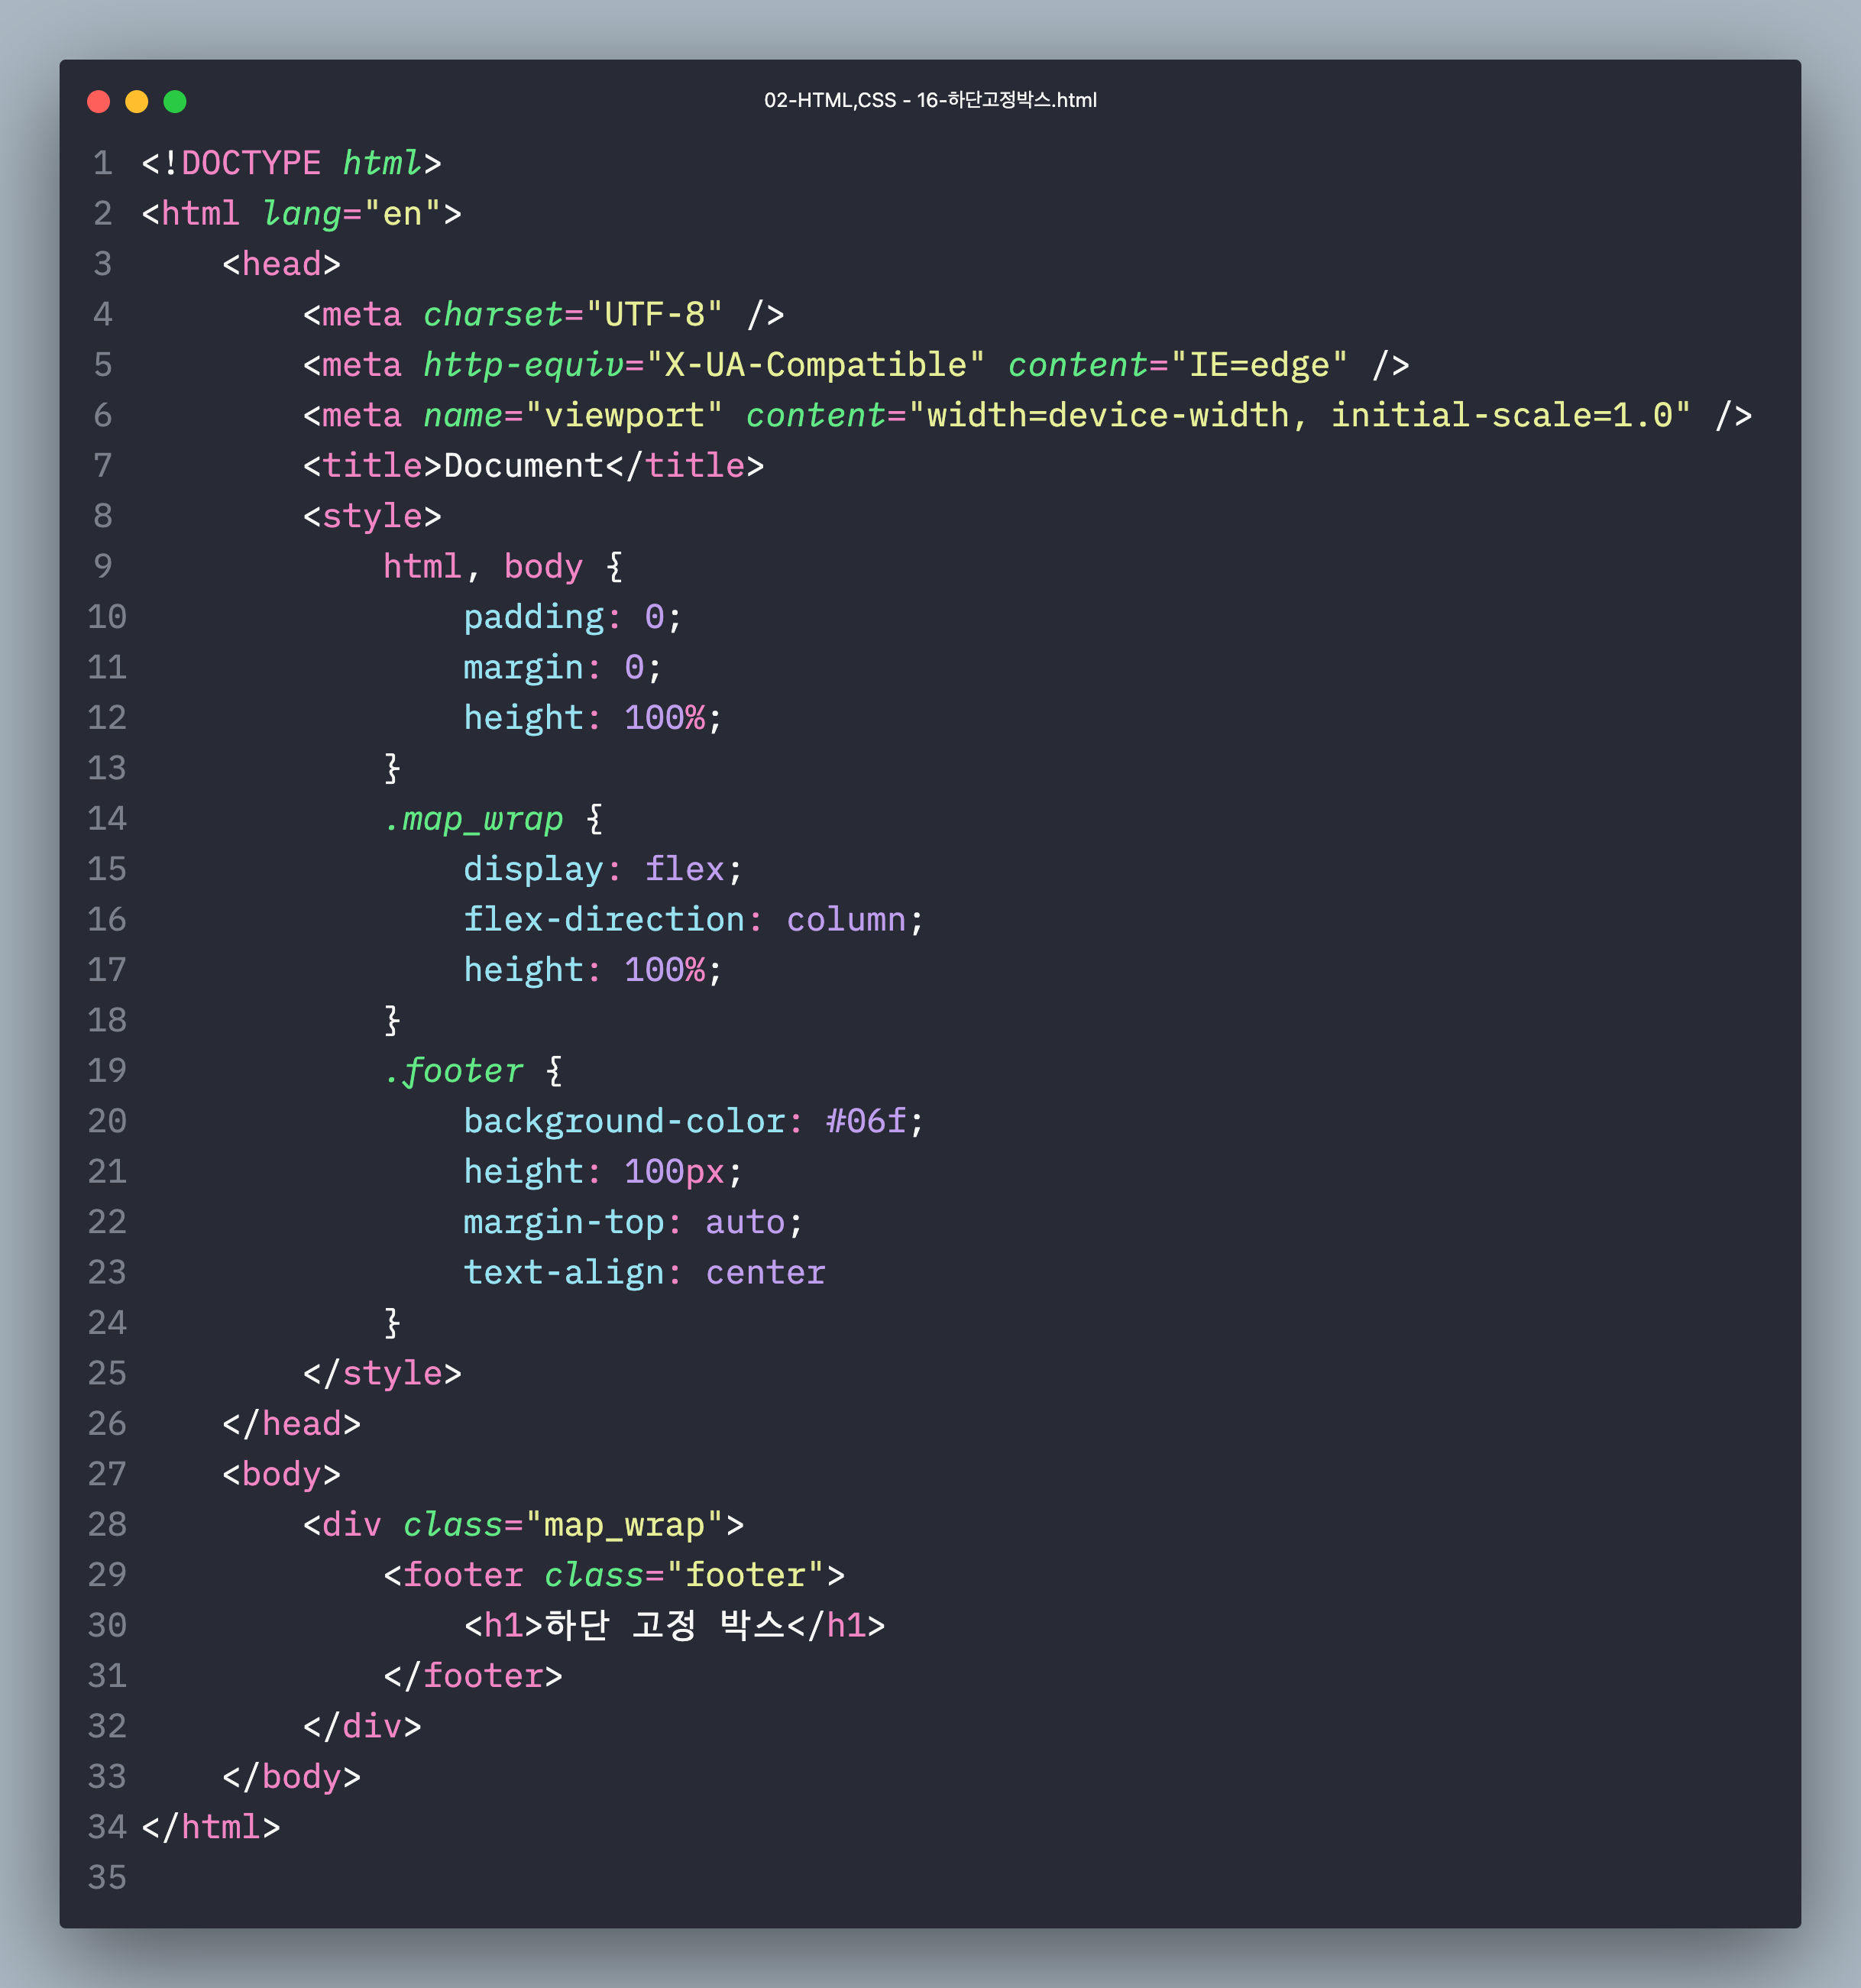 02-HTML,CSS - 16-하단고정박스.html
1 <!DOCTYPE html>
2 <html lang="en">
3     <head>
4         <meta charset="UTF-8" />
5         <meta http-equiv="X-UA-Compatible" content="IE=edge" />
6         <meta name="viewport" content="width=device-width, initial-scale=1.0" />
7         <title>Document</title>
8         <style>
9             html, body {
10                 padding: 0;
11                 margin: 0;
12                 height: 100%;
13             }
14             .map_wrap {
15                 display: flex;
16                 flex-direction: column;
17                 height: 100%;
18             }
19             .footer {
20                 background-color: #06f;
21                 height: 100px;
22                 margin-top: auto;
23                 text-align: center
24             }
25         </style>
26     </head>
27     <body>
28         <div class="map_wrap">
29             <footer class="footer">
30                 <h1>하단 고정 박스</h1>
31             </footer>
32         </div>
33     </body>
34 </html>
35